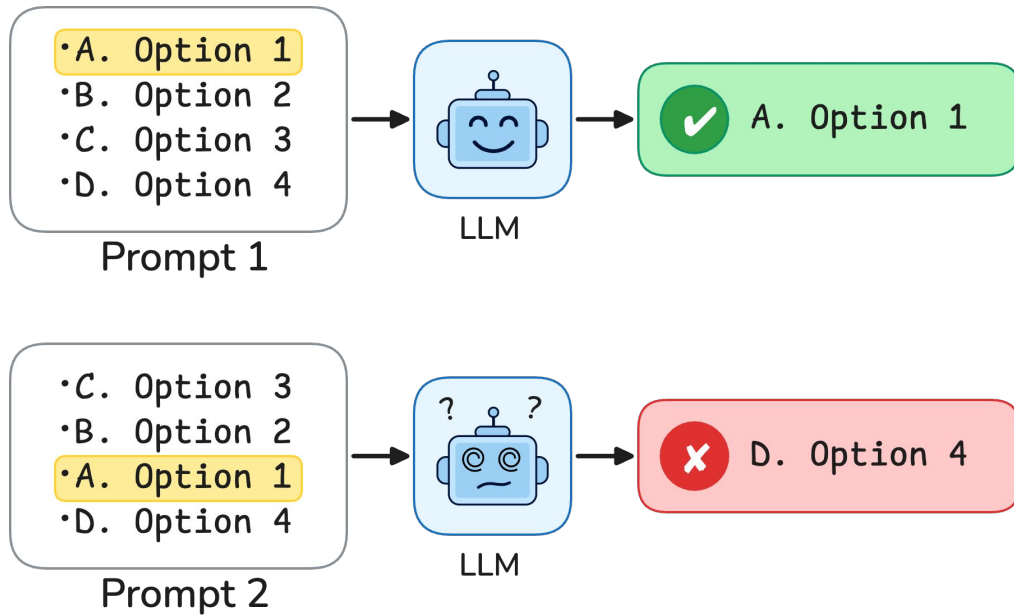 •A. Option 1
•B. Option 2
•C. Option 3
•D. Option 4
Prompt 1
LLM
A. Option 1
•C. Option 3
•B. Option 2
•A. Option 1
•D. Option 4
Prompt 2
? ?
LLM
D. Option 4